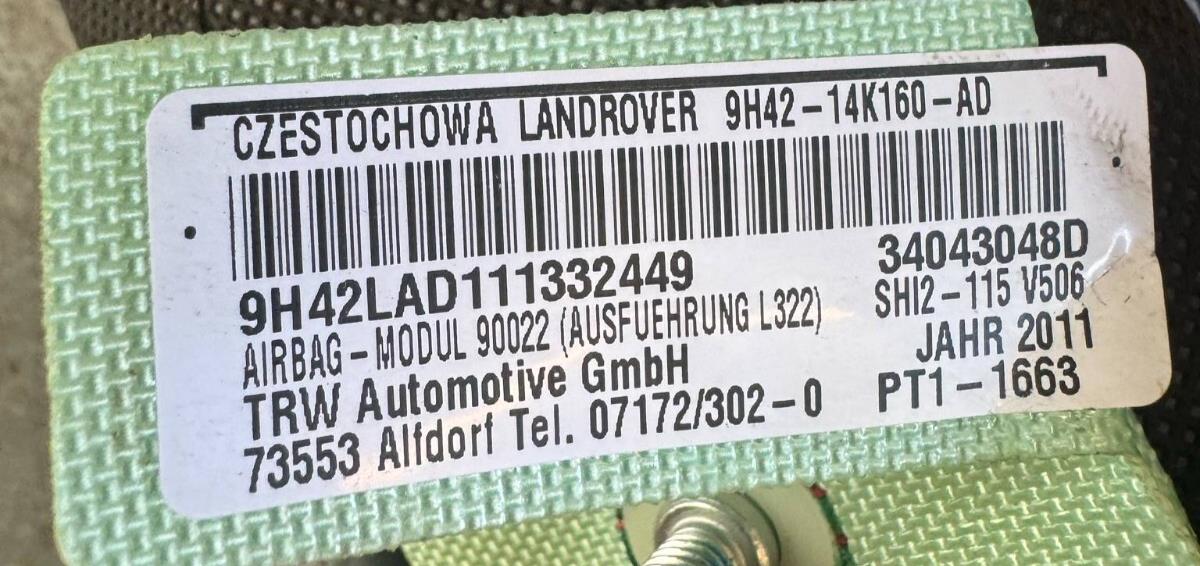 CZESTOCHOWA LANDROVER 9H42-14K160-AD
9H42LAD111332449 34043048D
AIRBAG-MODUL 90022 (AUSFUEHRUNG L322) SHI2-115 V506
TRW Automotive GmbH JAHR 2011
73553 Alfdorf Tel. 07172/302-0 PT1-1663